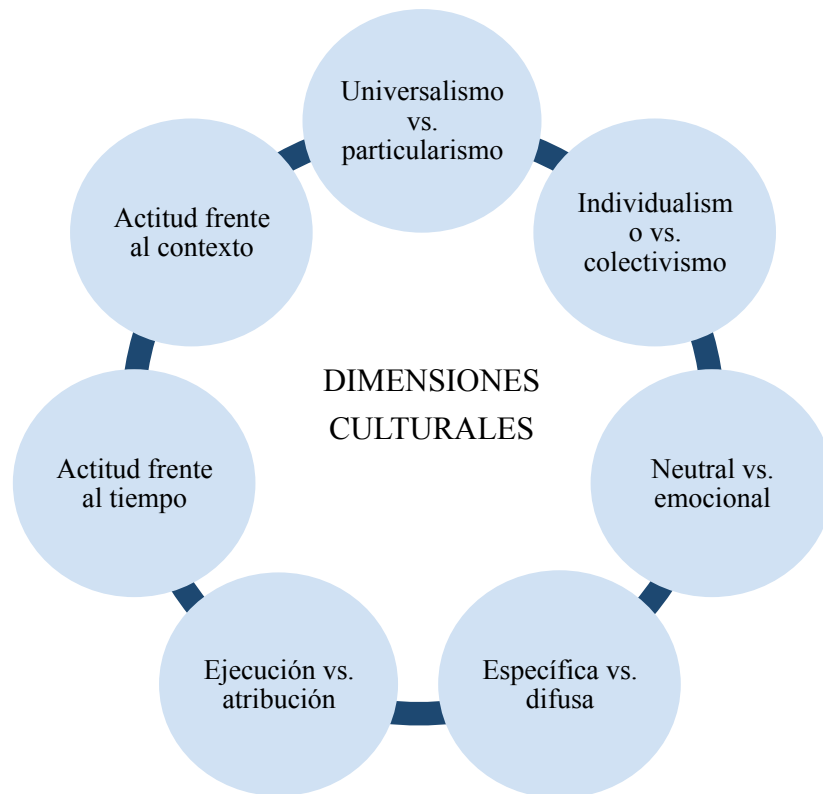 Universalismo
vs.
particularismo
Individualism
o vs.
colectivismo
Neutral vs.
emocional
Específica vs.
difusa
Ejecución vs.
atribución
Actitud frente
al tiempo
Actitud frente
al contexto
DIMENSIONES
CULTURALES